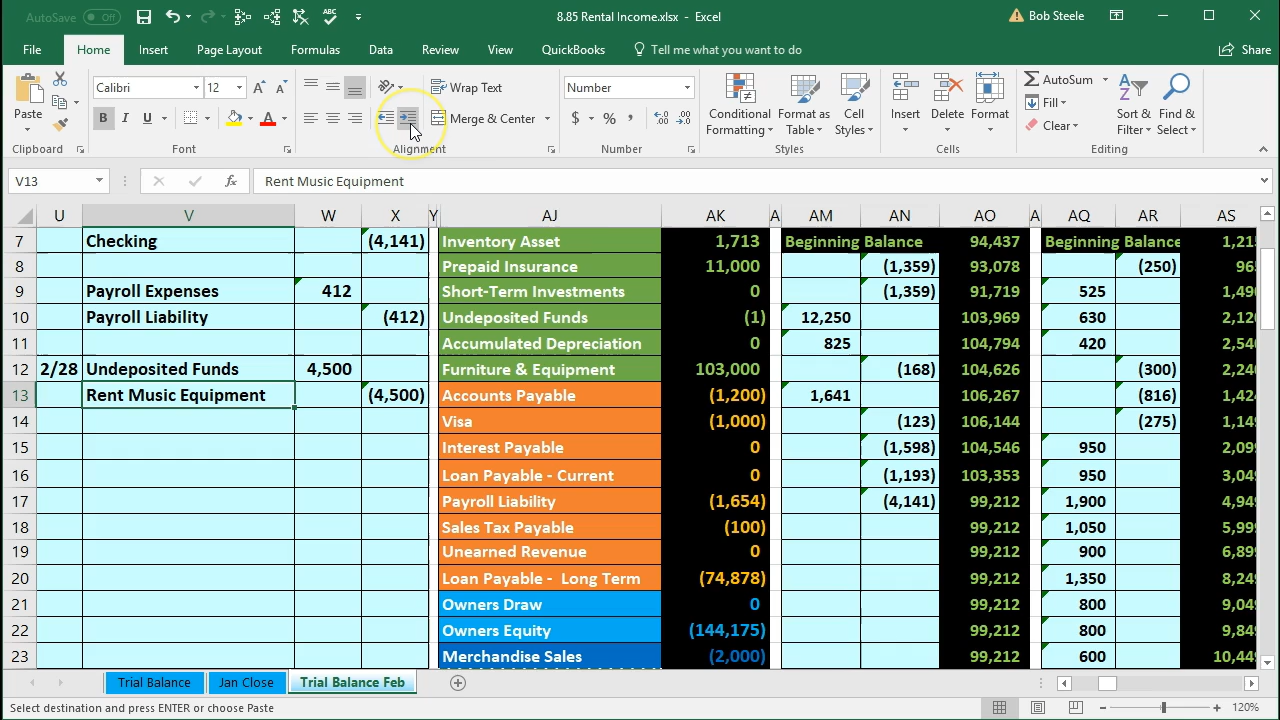 AutoSave Off 8.85 Rental Income.xlsx - Excel Bob Steele
File Home Insert Page Layout Formulas Data Review View QuickBooks Tell me what you want to do Share
Paste Calibri 12 Wrap Text Number Conditional Formatting Format as Table Cell Styles Insert Delete Format AutoSum Sort & Filter Find & Select
B I U A Merge & Center $ % , Fill
Clear
Clipboard Font Alignment Number Styles Cells Editing
V13 fx Rent Music Equipment
U V W X Y AJ AK A AM AN AO A AQ AR AS
7 Checking (4,141) Inventory Asset 1,713 Beginning Balance 94,437 Beginning Balance
8 Prepaid Insurance 11,000 (1,359) 93,078 (250)
9 Payroll Expenses 412 Short-Term Investments 0 (1,359) 91,719 525
10 Payroll Liability (412) Undeposited Funds (1) 12,250 103,969 630
11 Accumulated Depreciation 0 825 104,794 420
12 2/28 Undeposited Funds 4,500 Furniture & Equipment 103,000 (168) 104,626 (300)
13 Rent Music Equipment (4,500) Accounts Payable (1,200) 1,641 106,267 (816)
14 Visa (1,000) (123) 106,144 (275)
15 Interest Payable 0 (1,598) 104,546 950
16 Loan Payable - Current 0 (1,193) 103,353 950
17 Payroll Liability (1,654) (4,141) 99,212 1,900
18 Sales Tax Payable (100) 99,212 1,050
19 Unearned Revenue 0 99,212 900
20 Loan Payable - Long Term (74,878) 99,212 1,350
21 Owners Draw 0 99,212 800
22 Owners Equity (144,175) 99,212 800
23 Merchandise Sales (2,000) 99,212 600
Trial Balance Jan Close Trial Balance Feb
Select destination and press ENTER or choose Paste 120%